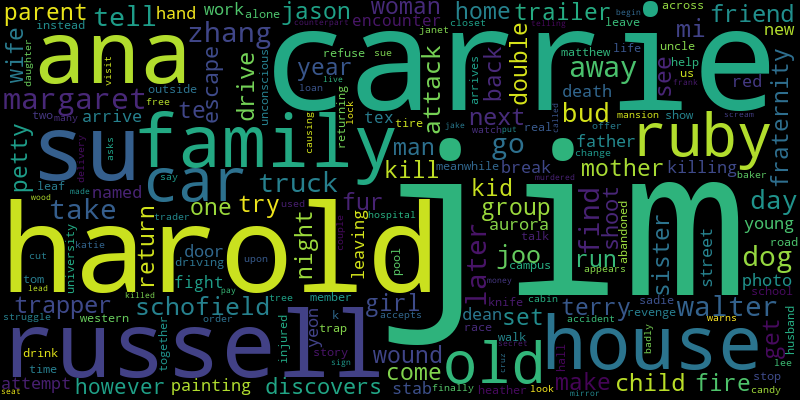 parent tell hand work alone jason woman home trailer friend
instead zhang encounter closet across
wife ana carrie mi new
daughter visit escape drive year refuse sue janet double away matthew life uncle
unconscious loan live arrives leave see us help red
margaret te attack back death
outside free arrive tex tire next bud mansion show fraternity
two many petty family man go real offer father ruby scream
asks causing returning lock jake watch put called change baker
su car kill meanwhile break mother killing
leaf say truck kid group find shoot abandoned day
wood made named fur murdered young
take one try night hospital aurora sister street dog
trader used couple talk jim road
university katie return harold leaving pool later joo campus run appears photo
cut door driving upon knife cabin sadie school
tom lead fight pay tree money revenge
trapper killed schofield member girl dean set terry walter
struggle western order k accepts race walk accident warns get
together injured yeon trap wound secret hall husband
russell story sign old house badly lee
drink come cruz stop
time attempt however painting discovers stab finally heather look make child fire candy
seat mirror